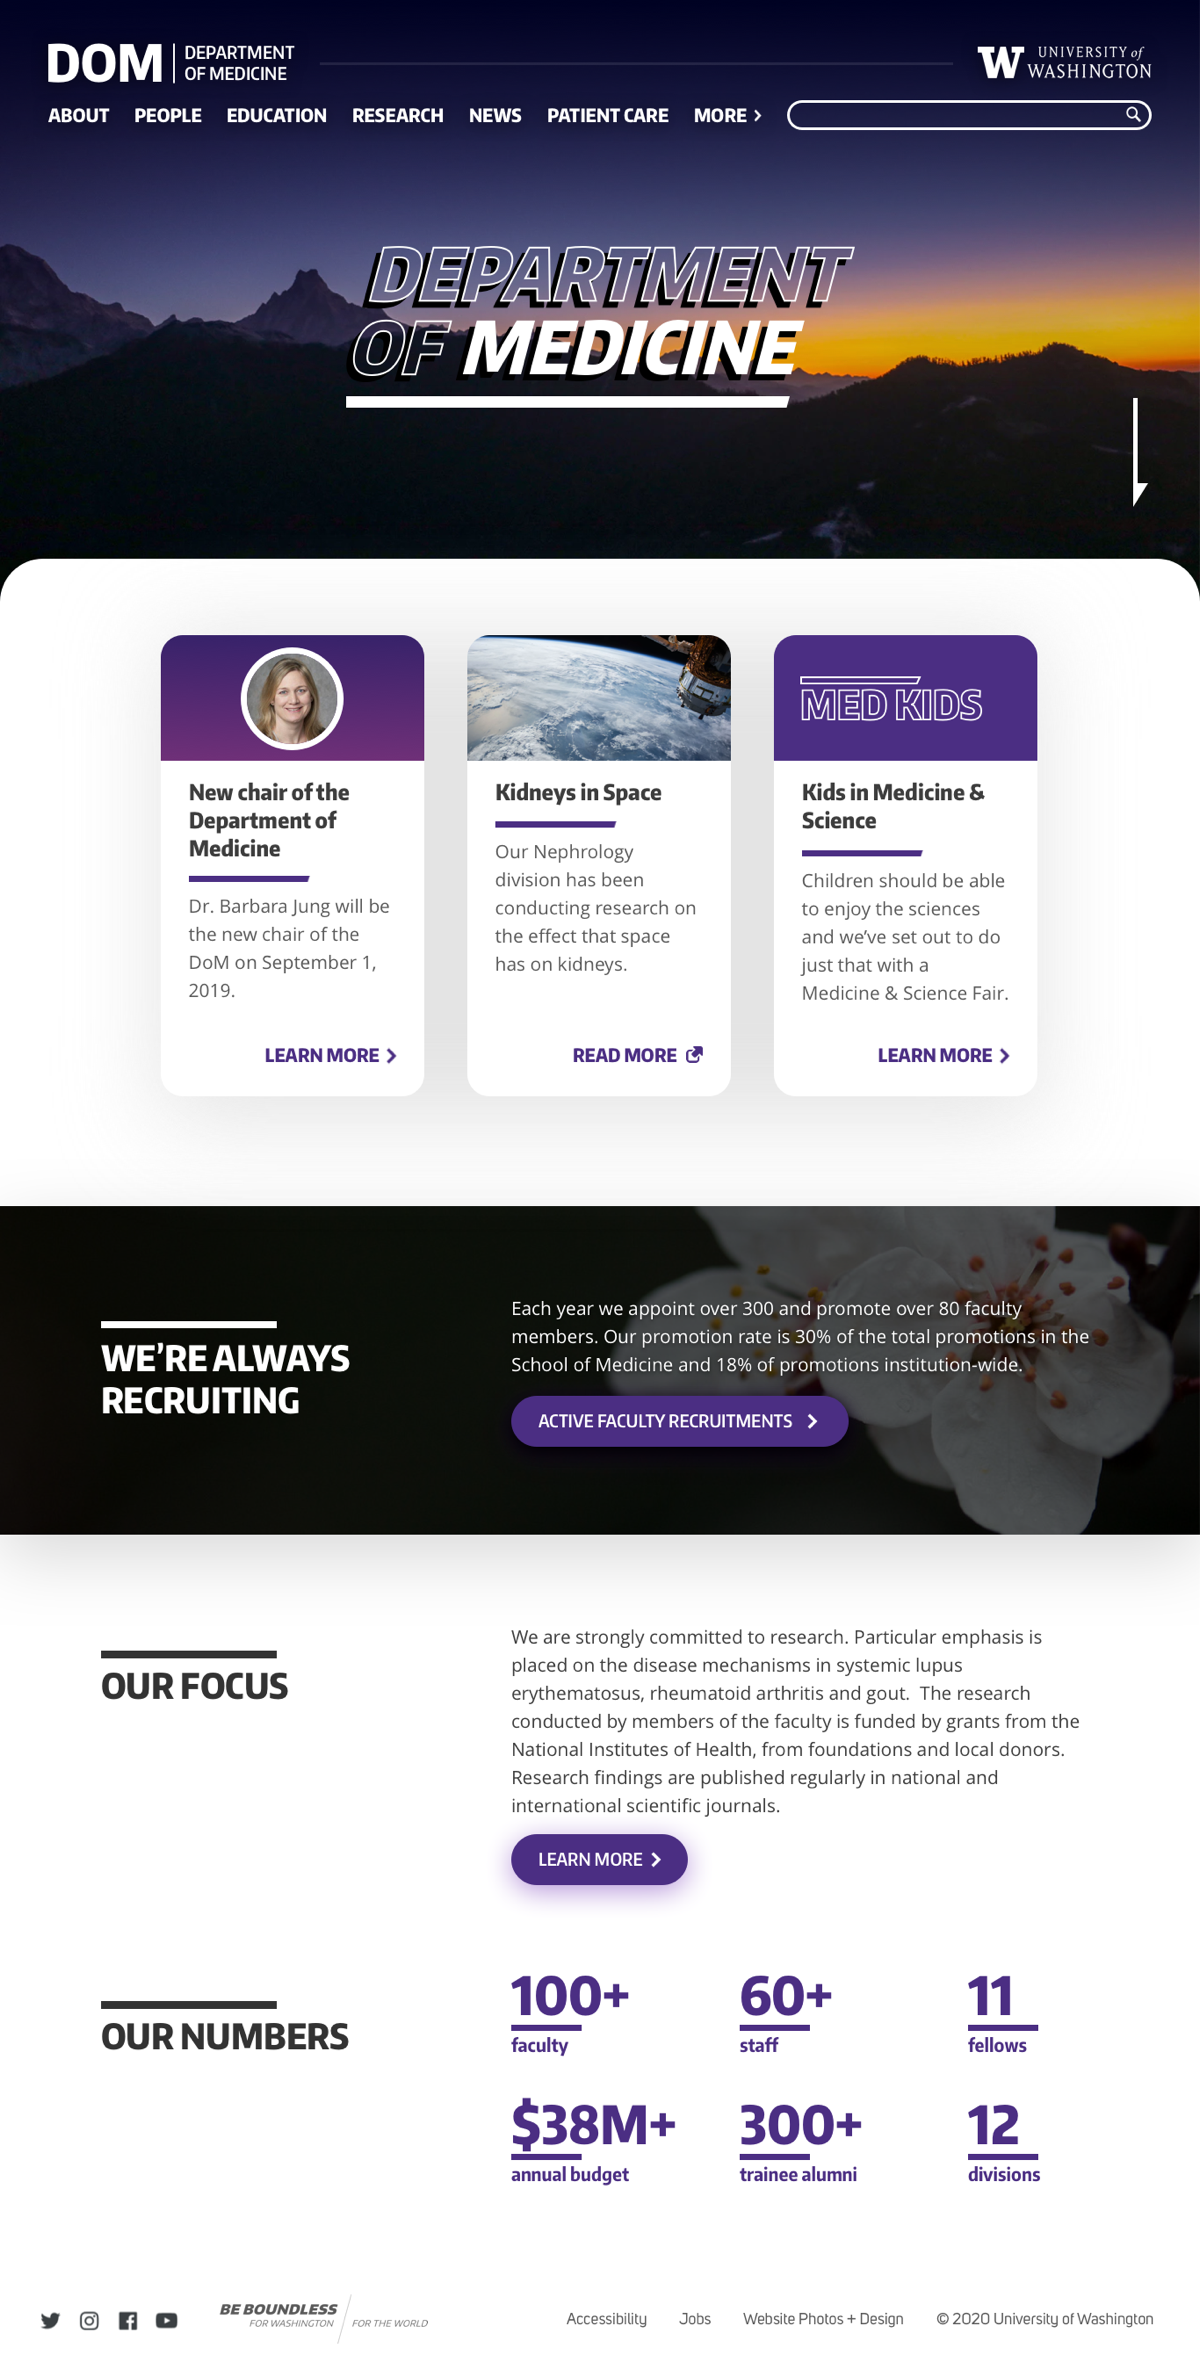 DOM
DEPARTMENT
OF MEDICINE
W
UNIVERSITY of
WASHINGTON
ABOUT PEOPLE EDUCATION RESEARCH NEWS PATIENT CARE MORE
DEPARTMENT
OF MEDICINE
New chair of the
Department of
Medicine
Dr. Barbara Jung will be
the new chair of the
DoM on September 1,
2019.
LEARN MORE
Kidneys in Space
Our Nephrology
division has been
conducting research on
the effect that space
has on kidneys.
READ MORE
MED KIDS
Kids in Medicine &
Science
Children should be able
to enjoy the sciences
and we’ve set out to do
just that with a
Medicine & Science Fair.
LEARN MORE
WE’RE ALWAYS
RECRUITING
Each year we appoint over 300 and promote over 80 faculty
members. Our promotion rate is 30% of the total promotions in the
School of Medicine and 18% of promotions institution-wide.
ACTIVE FACULTY RECRUITMENTS
OUR FOCUS
We are strongly committed to research. Particular emphasis is
placed on the disease mechanisms in systemic lupus
erythematosus, rheumatoid arthritis and gout.  The research
conducted by members of the faculty is funded by grants from the
National Institutes of Health, from foundations and local donors.
Research findings are published regularly in national and
international scientific journals.
LEARN MORE
OUR NUMBERS
100+
faculty
60+
staff
11
fellows
$38M+
annual budget
300+
trainee alumni
12
divisions
BE BOUNDLESS
FOR WASHINGTON FOR THE WORLD
Accessibility Jobs Website Photos + Design © 2020 University of Washington